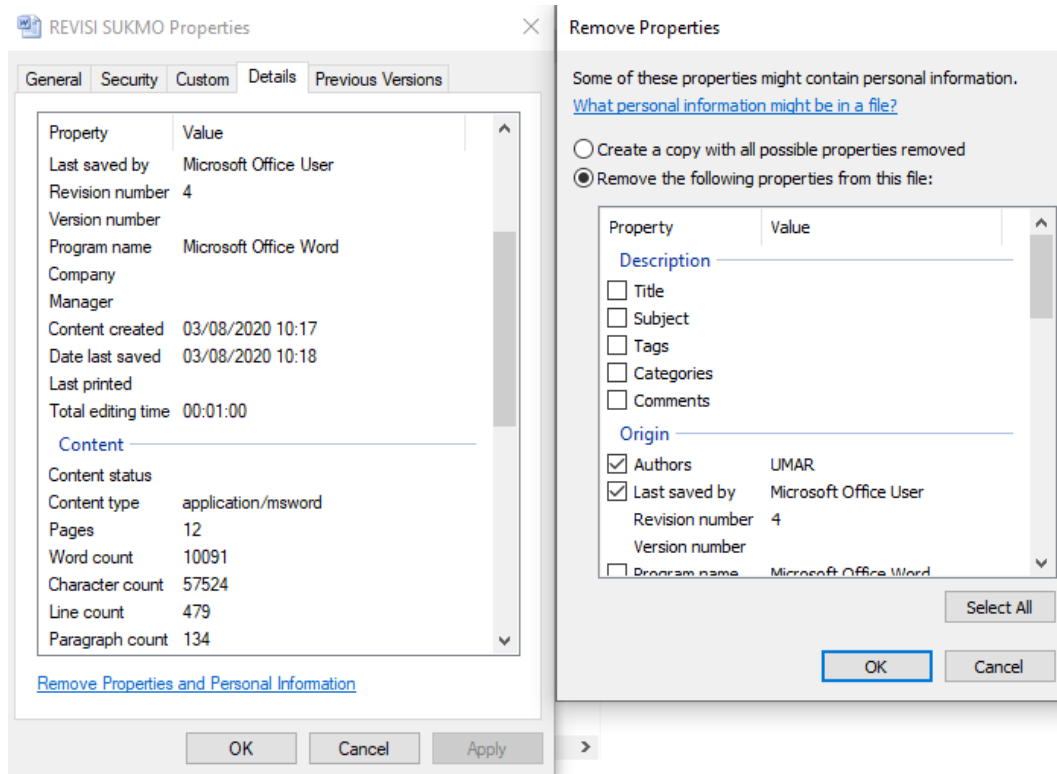 REVISI SUKMO Properties
General Security Custom Details Previous Versions
Property Value
Last saved by Microsoft Office User
Revision number 4
Version number
Program name Microsoft Office Word
Company
Manager
Content created 03/08/2020 10:17
Date last saved 03/08/2020 10:18
Last printed
Total editing time 00:01:00
Content
Content status
Content type application/msword
Pages 12
Word count 10091
Character count 57524
Line count 479
Paragraph count 134
Remove Properties and Personal Information
OK Cancel Apply
Remove Properties
Some of these properties might contain personal information.
What personal information might be in a file?
Create a copy with all possible properties removed
Remove the following properties from this file:
Property Value
Description
Title
Subject
Tags
Categories
Comments
Origin
Authors UMAR
Last saved by Microsoft Office User
Revision number 4
Version number
Program name Microsoft Office Word
Select All
OK Cancel